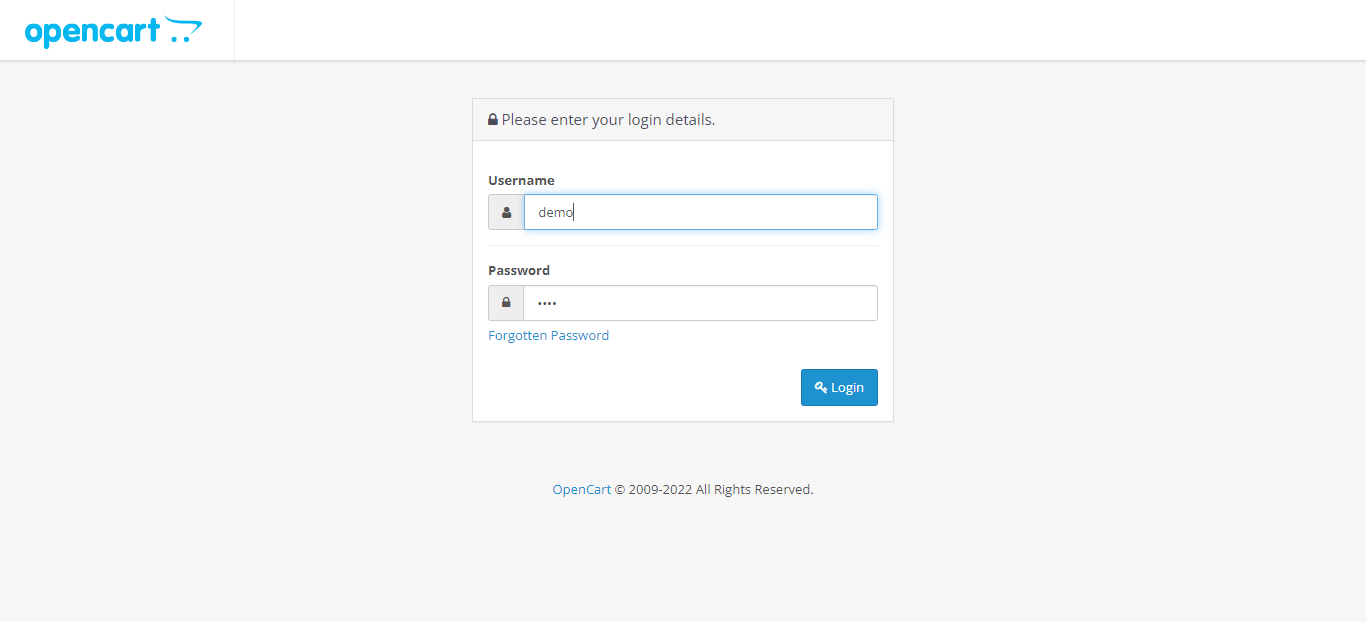 opencart
Please enter your login details.
Username
demo
Password
••••
Forgotten Password
Login
OpenCart © 2009-2022 All Rights Reserved.